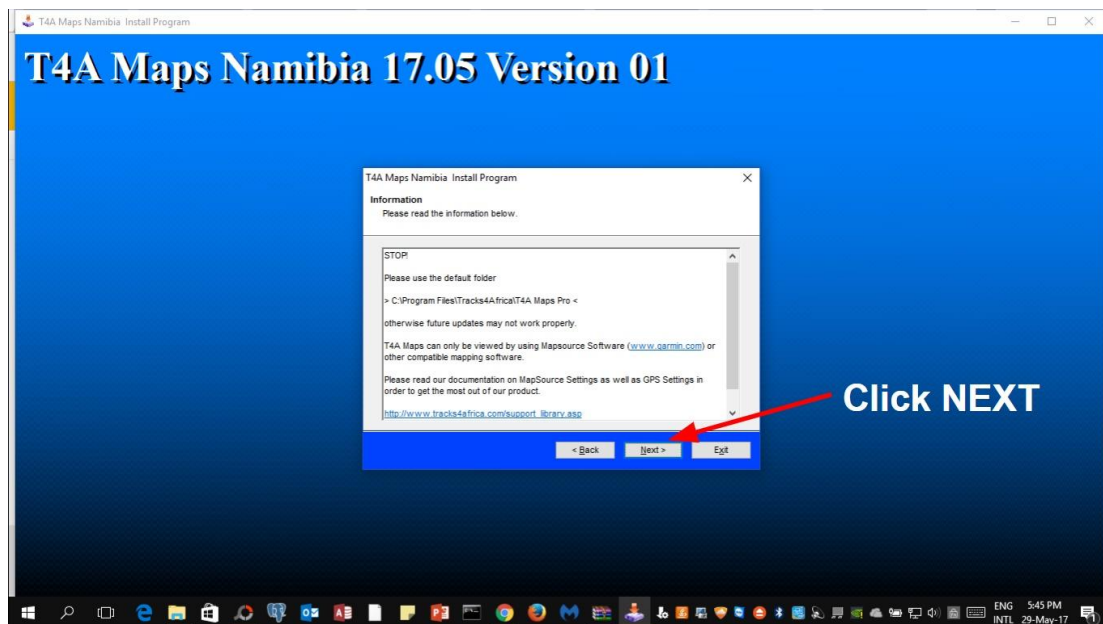 T4A Maps Namibia Install Program
T4A Maps Namibia 17.05 Version 01
T4A Maps Namibia Install Program
Information
Please read the information below.
STOP!
Please use the default folder
> C:\Program Files\Tracks4Africa\T4A Maps Pro <
otherwise future updates may not work properly.
T4A Maps can only be viewed by using Mapsource Software (www.garmin.com) or
other compatible mapping software.
Please read our documentation on MapSource Settings as well as GPS Settings in
order to get the most out of our product.
http://www.tracks4africa.com/support_library.asp
Click NEXT
< Back
Next >
Exit
ENG
5:45 PM
INTL
29-May-17